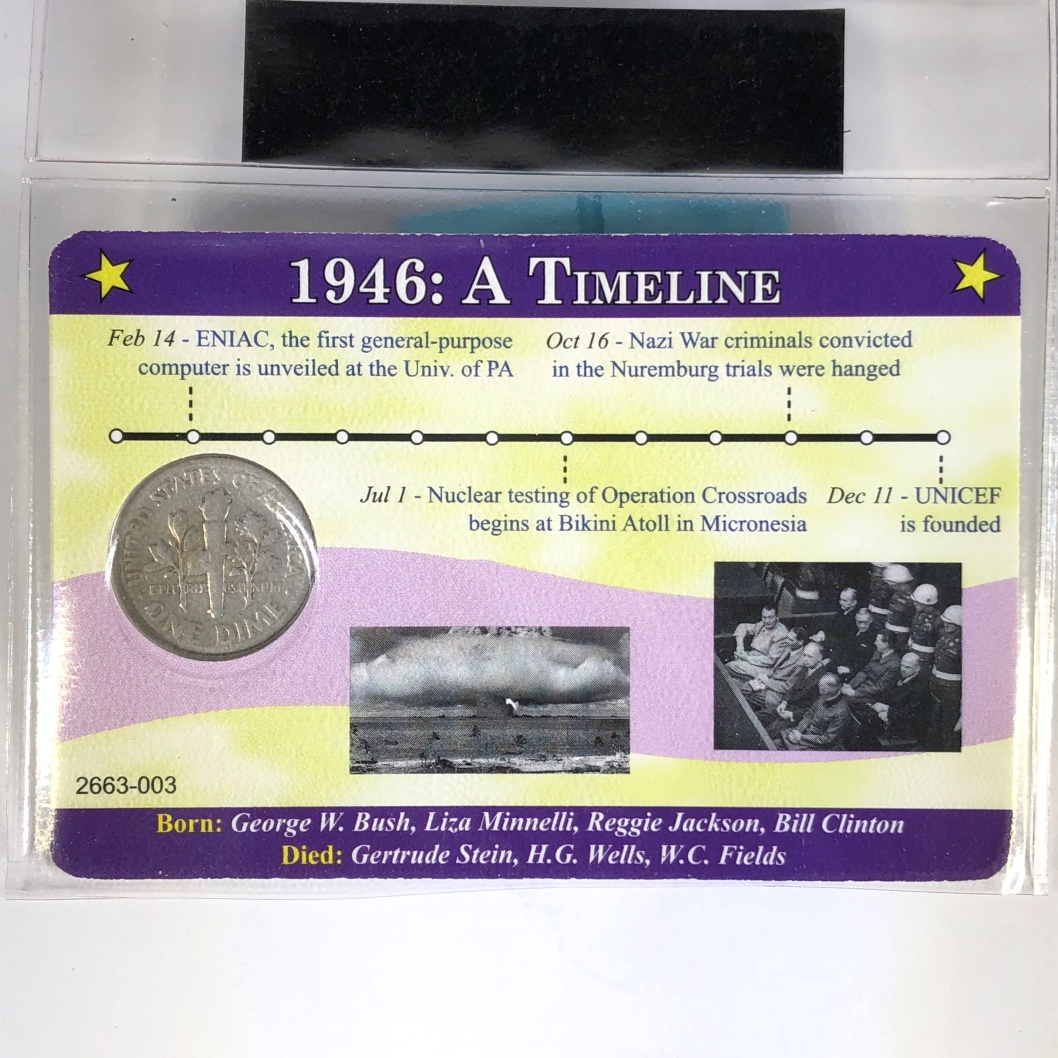 1946: A Timeline
Feb 14 - ENIAC, the first general-purpose
computer is unveiled at the Univ. of PA
Oct 16 - Nazi War criminals convicted
in the Nuremburg trials were hanged
Jul 1 - Nuclear testing of Operation Crossroads
begins at Bikini Atoll in Micronesia
Dec 11 - UNICEF
is founded
UNITED STATES OF AMERICA
ONE DIME
2663-003
Born: George W. Bush, Liza Minnelli, Reggie Jackson, Bill Clinton
Died: Gertrude Stein, H.G. Wells, W.C. Fields